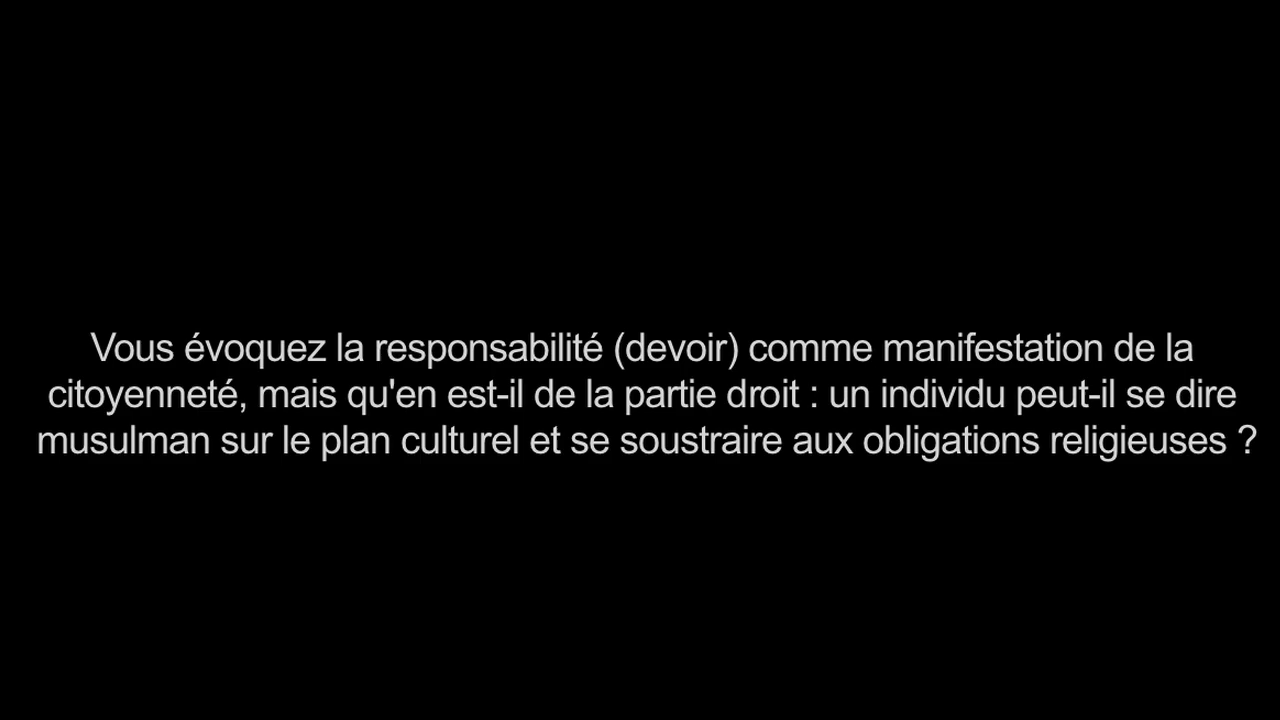 Vous évoquez la responsabilité (devoir) comme manifestation de la
citoyenneté, mais qu'en est-il de la partie droit : un individu peut-il se dire
musulman sur le plan culturel et se soustraire aux obligations religieuses ?